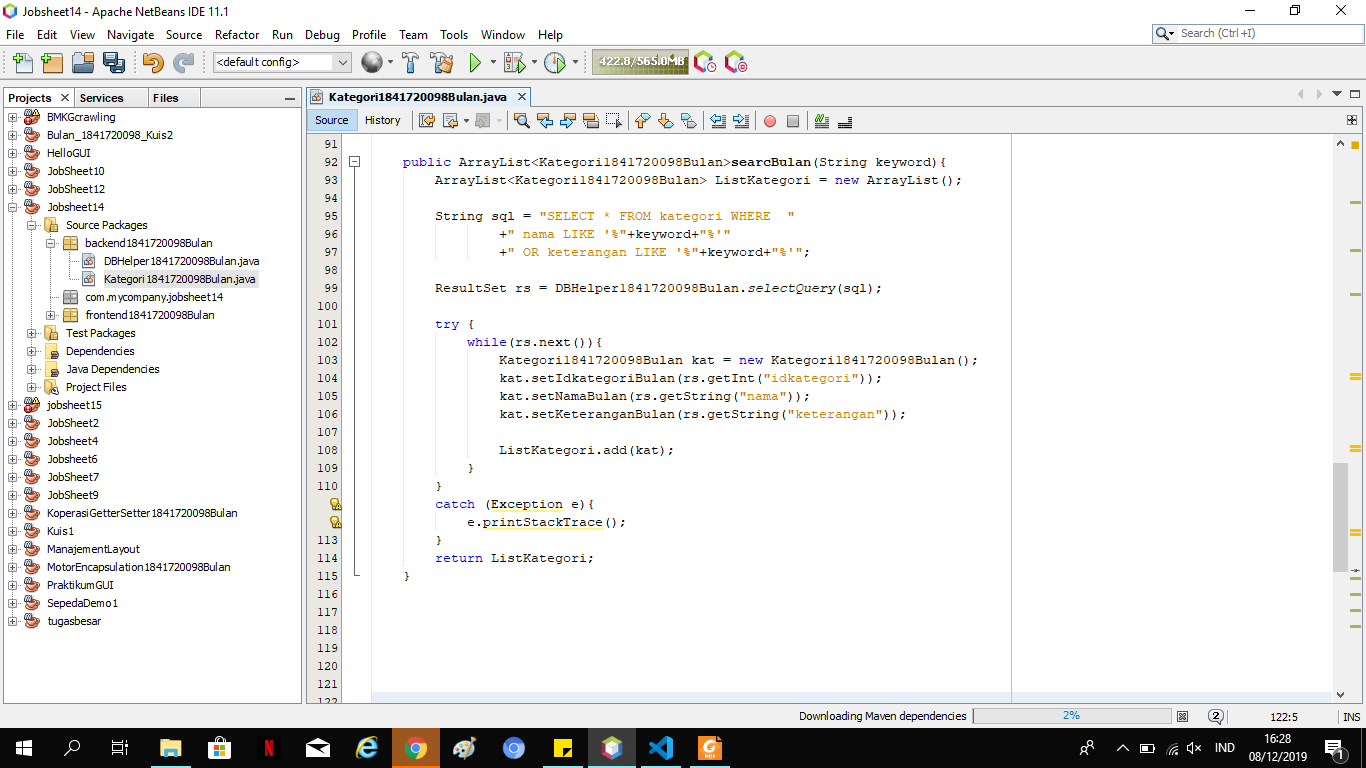 Jobsheet14 - Apache NetBeans IDE 11.1
File Edit View Navigate Source Refactor Run Debug Profile Team Tools Window Help
Search (Ctrl+I)
<default config>
422.8/565.0MB
Projects Services Files
Kategori1841720098Bulan.java
Source History
BMKGcrawling
Bulan_1841720098_Kuis2
HelloGUI
JobSheet10
JobSheet12
Jobsheet14
Source Packages
backend1841720098Bulan
DBHelper1841720098Bulan.java
Kategori1841720098Bulan.java
com.mycompany.jobsheet14
frontend1841720098Bulan
Test Packages
Dependencies
Java Dependencies
Project Files
jobsheet15
JobSheet2
Jobsheet4
Jobsheet6
JobSheet7
JobSheet9
KoperasiGetterSetter1841720098Bulan
Kuis1
ManajementLayout
MotorEncapsulation1841720098Bulan
PraktikumGUI
SepedaDemo1
tugasbesar
91
92 public ArrayList<Kategori1841720098Bulan>searcBulan(String keyword){
93 ArrayList<Kategori1841720098Bulan> ListKategori = new ArrayList();
94
95 String sql = "SELECT * FROM kategori WHERE  "
96 +" nama LIKE '%"+keyword+"%'"
97 +" OR keterangan LIKE '%"+keyword+"%'";
98
99 ResultSet rs = DBHelper1841720098Bulan.selectQuery(sql);
100
101 try {
102 while(rs.next()){
103 Kategori1841720098Bulan kat = new Kategori1841720098Bulan();
104 kat.setIdkategoriBulan(rs.getInt("idkategori"));
105 kat.setNamaBulan(rs.getString("nama"));
106 kat.setKeteranganBulan(rs.getString("keterangan"));
107
108 ListKategori.add(kat);
109 }
110 }
catch (Exception e){
e.printStackTrace();
113 }
114 return ListKategori;
115 }
116
117
118
119
120
121
122
Downloading Maven dependencies 2% 2 122:5 INS
IND 16:28
08/12/2019 1